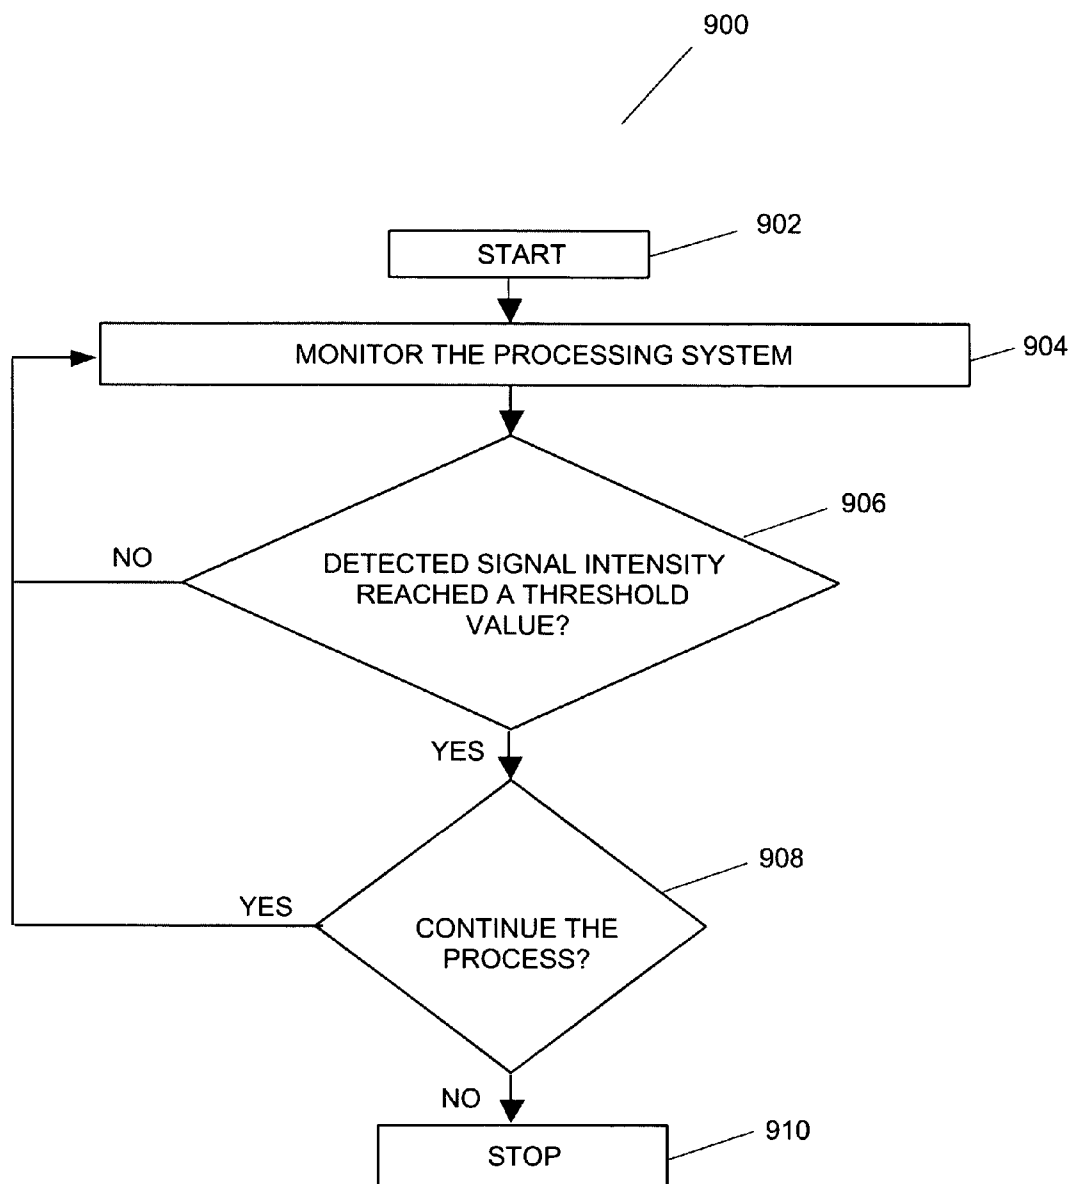 900
START
902
MONITOR THE PROCESSING SYSTEM
904
906
NO
DETECTED SIGNAL INTENSITY
REACHED A THRESHOLD
VALUE?
YES
908
YES
CONTINUE THE
PROCESS?
NO
STOP
910